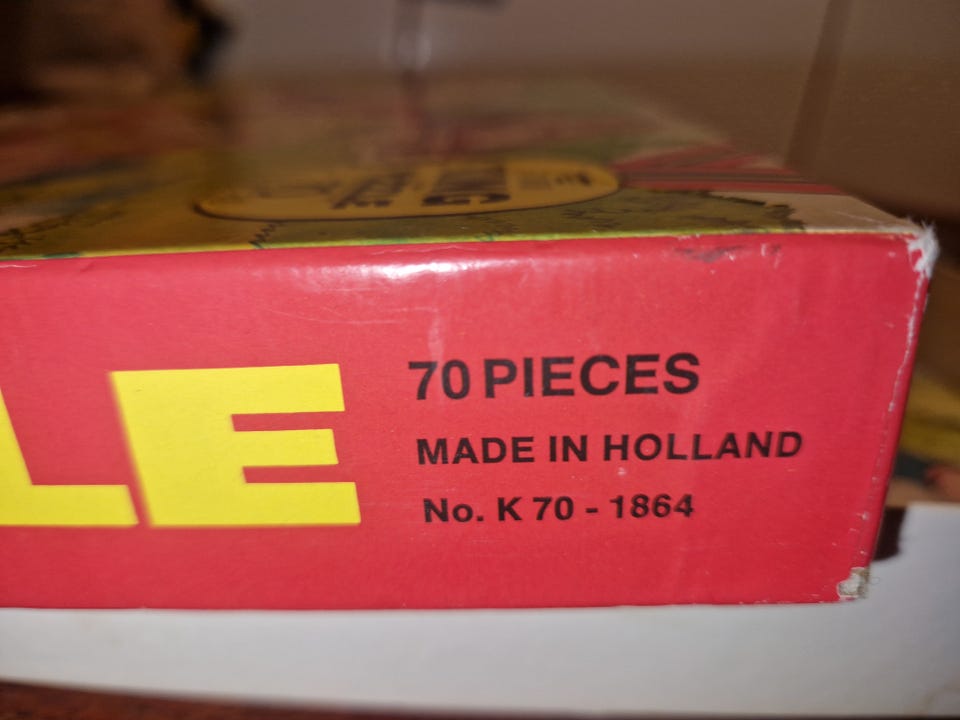 LE
70 PIECES
MADE IN HOLLAND
No. K 70 - 1864